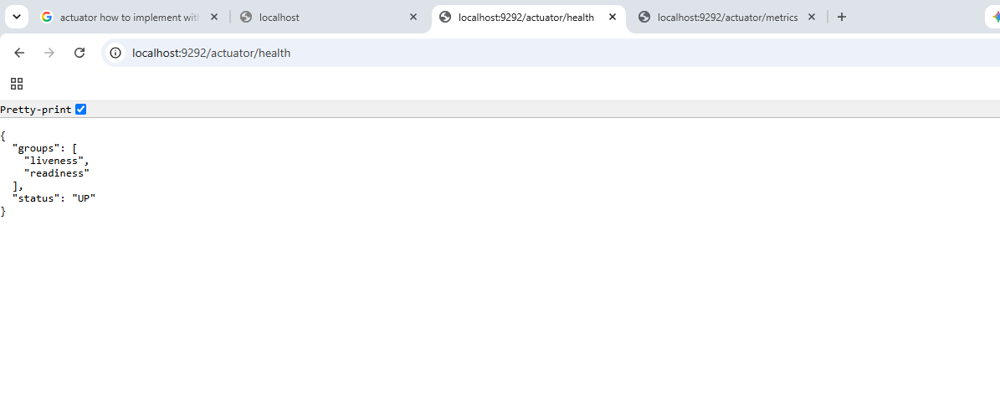 actuator how to implement wit
localhost
localhost:9292/actuator/health
localhost:9292/actuator/metrics
localhost:9292/actuator/health
Pretty-print
{
  "groups": [
    "liveness",
    "readiness"
  ],
  "status": "UP"
}